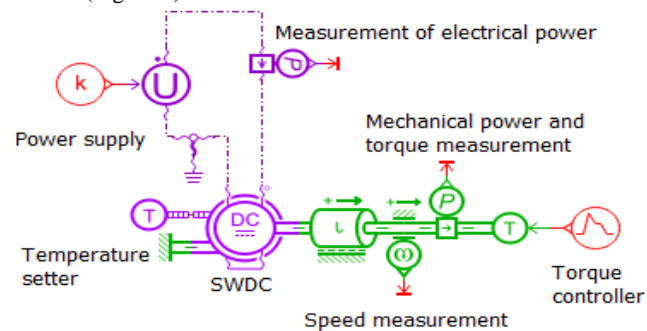 Measurement of electrical power
k
U
P
Power supply
Mechanical power and
torque measurement
P
T
DC
T
ω
Temperature
setter
SWDC
Torque
controller
Speed measurement